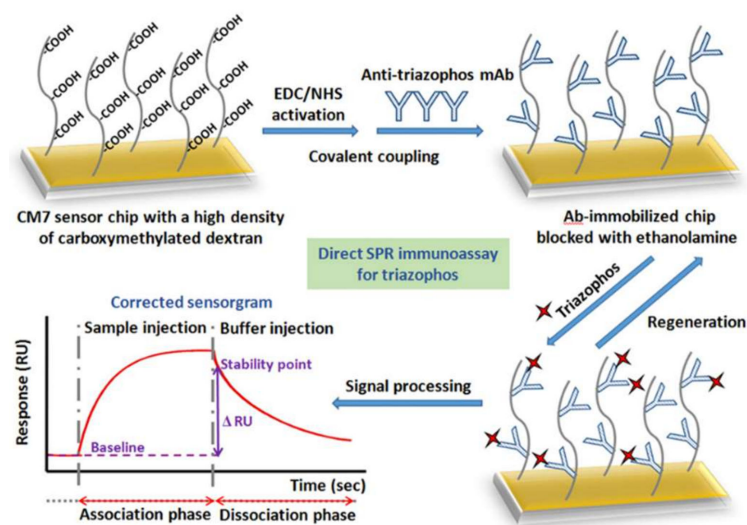 -COOH
-COOH
-COOH
-COOH
-COOH
-COOH
-COOH
-COOH
-COOH
-COOH
-COOH
-COOH
EDC/NHS
activation
Anti-triazophos mAb
Covalent coupling
CM7 sensor chip with a high density
of carboxymethylated dextran
Ab-immobilized chip
blocked with ethanolamine
Direct SPR immunoassay
for triazophos
Triazophos
Regeneration
Corrected sensorgram
Sample injection
Buffer injection
Stability point
Signal processing
Response (RU)
Δ RU
Baseline
Time (sec)
Association phase
Dissociation phase